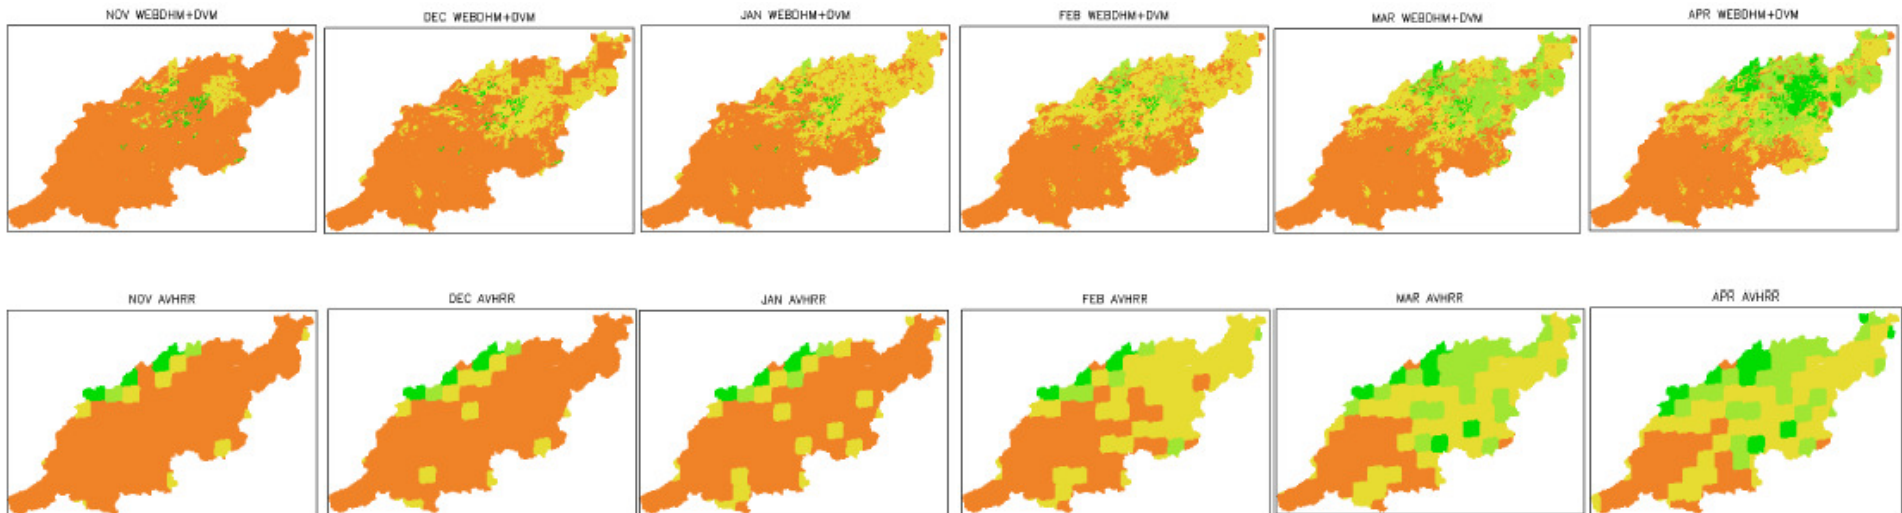 NOV WEBDHM+DVM
DEC WEBDHM+DVM
JAN WEBDHM+DVM
FEB WEBDHM+DVM
MAR WEBDHM+DVM
APR WEBDHM+DVM
NOV AVHRR
DEC AVHRR
JAN AVHRR
FEB AVHRR
MAR AVHRR
APR AVHRR